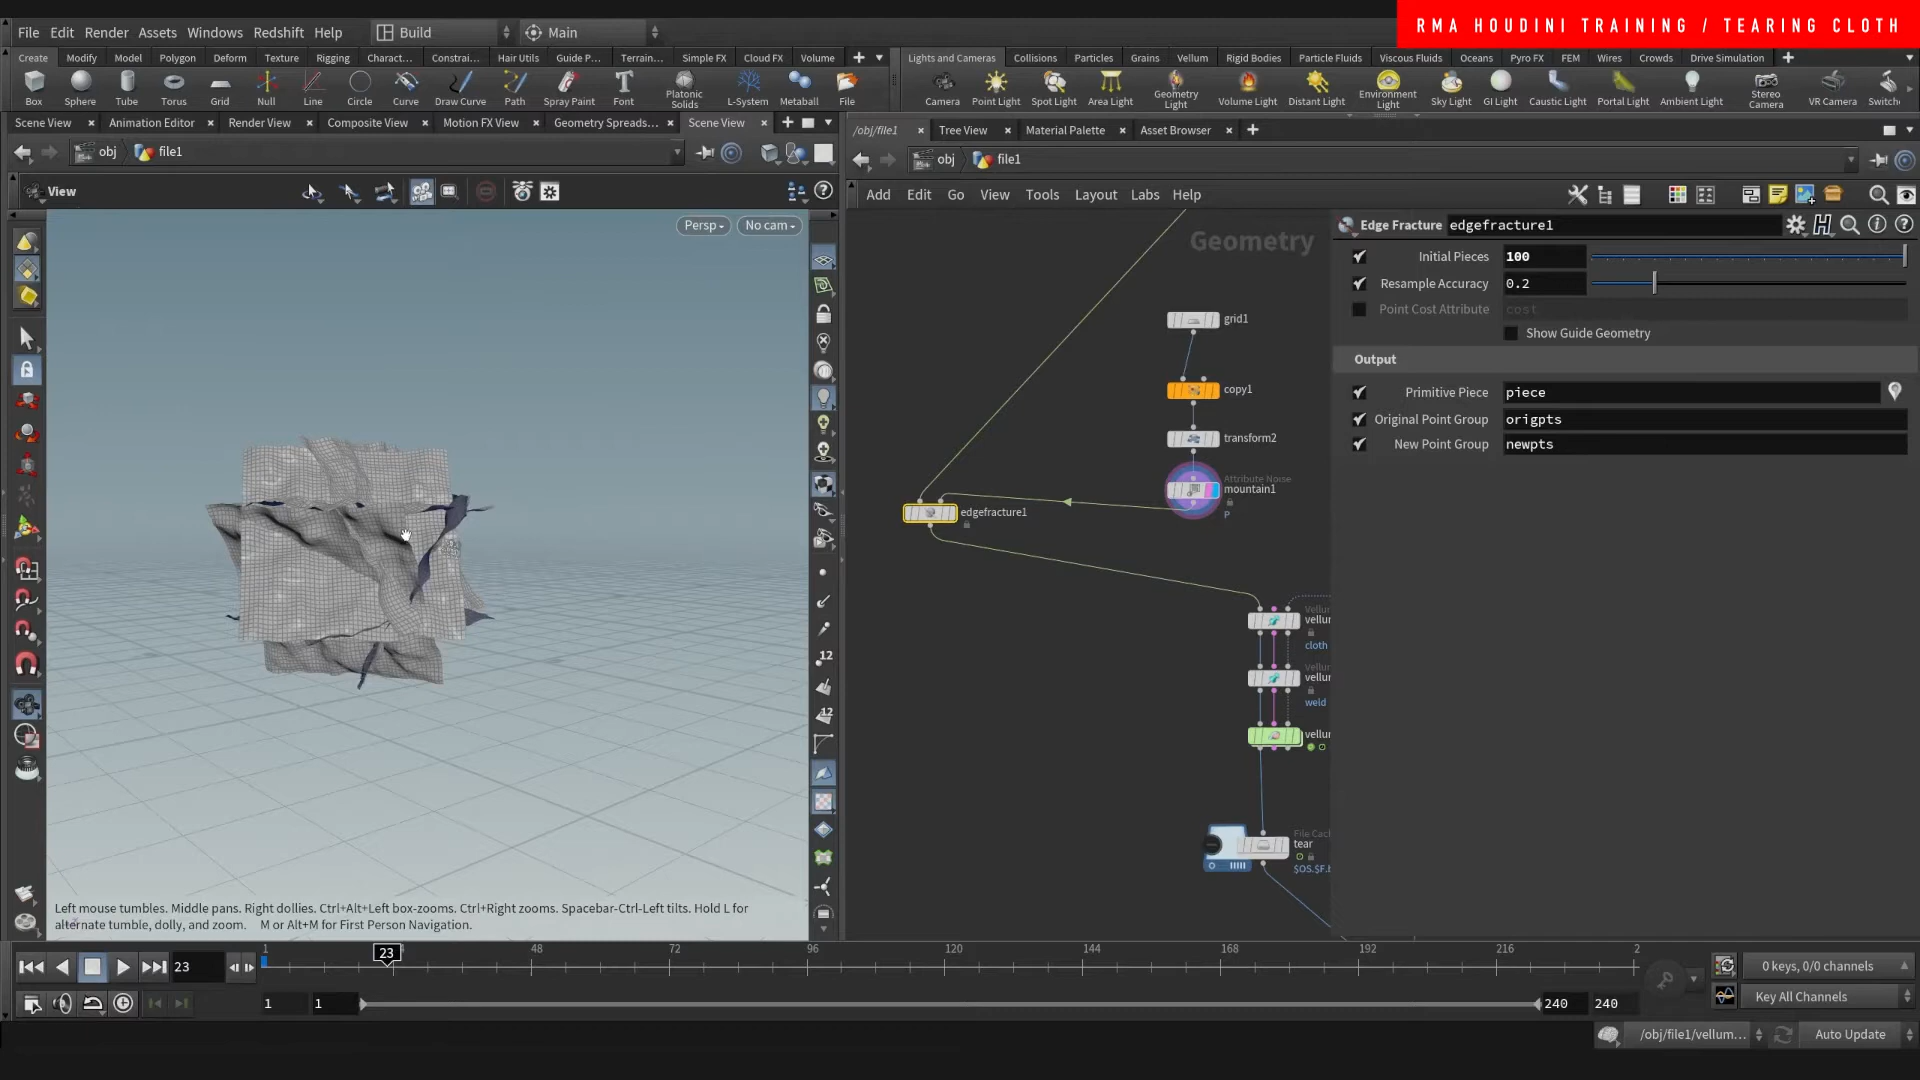 RMA HOUDINI TRAINING / TEARING CLOTH
File Edit Render Assets Windows Redshift Help Build Main
Create Modify Model Polygon Deform Texture Rigging Charact... Constrai... Hair Utils Guide P... Terrain... Simple FX Cloud FX Volume
Lights and Cameras Collisions Particles Grains Vellum Rigid Bodies Particle Fluids Viscous Fluids Oceans Pyro FX FEM Wires Crowds Drive Simulation
Box Sphere Tube Torus Grid Null Line Circle Curve Draw Curve Path Spray Paint Font Platonic Solids L-System Metaball File
Camera Point Light Spot Light Area Light Geometry Light Volume Light Distant Light Environment Light Sky Light GI Light Caustic Light Portal Light Ambient Light Stereo Camera VR Camera Switch
Scene View Animation Editor Render View Composite View Motion FX View Geometry Spreads... Scene View
/obj/file1 Tree View Material Palette Asset Browser
obj file1
obj file1
View
Add Edit Go View Tools Layout Labs Help
Persp No cam
Geometry
Edge Fracture edgefracture1
Initial Pieces 100
Resample Accuracy 0.2
Point Cost Attribute cost
Show Guide Geometry
Output
Primitive Piece piece
Original Point Group origpts
New Point Group newpts
grid1
copy1
transform2
Attribute Noise
mountain1
P
edgefracture1
Vellur
vellur
cloth
Vellur
vellur
weld
vellur
File Cac
tear
$OS.$F.
12
12
Left mouse tumbles. Middle pans. Right dollies. Ctrl+Alt+Left box-zooms. Ctrl+Right zooms. Spacebar-Ctrl-Left tilts. Hold L for
alternate tumble, dolly, and zoom. M or Alt+M for First Person Navigation.
1 23 48 72 96 120 144 168 192 216 2
23
0 keys, 0/0 channels
1 1 240 240
Key All Channels
/obj/file1/vellum... Auto Update